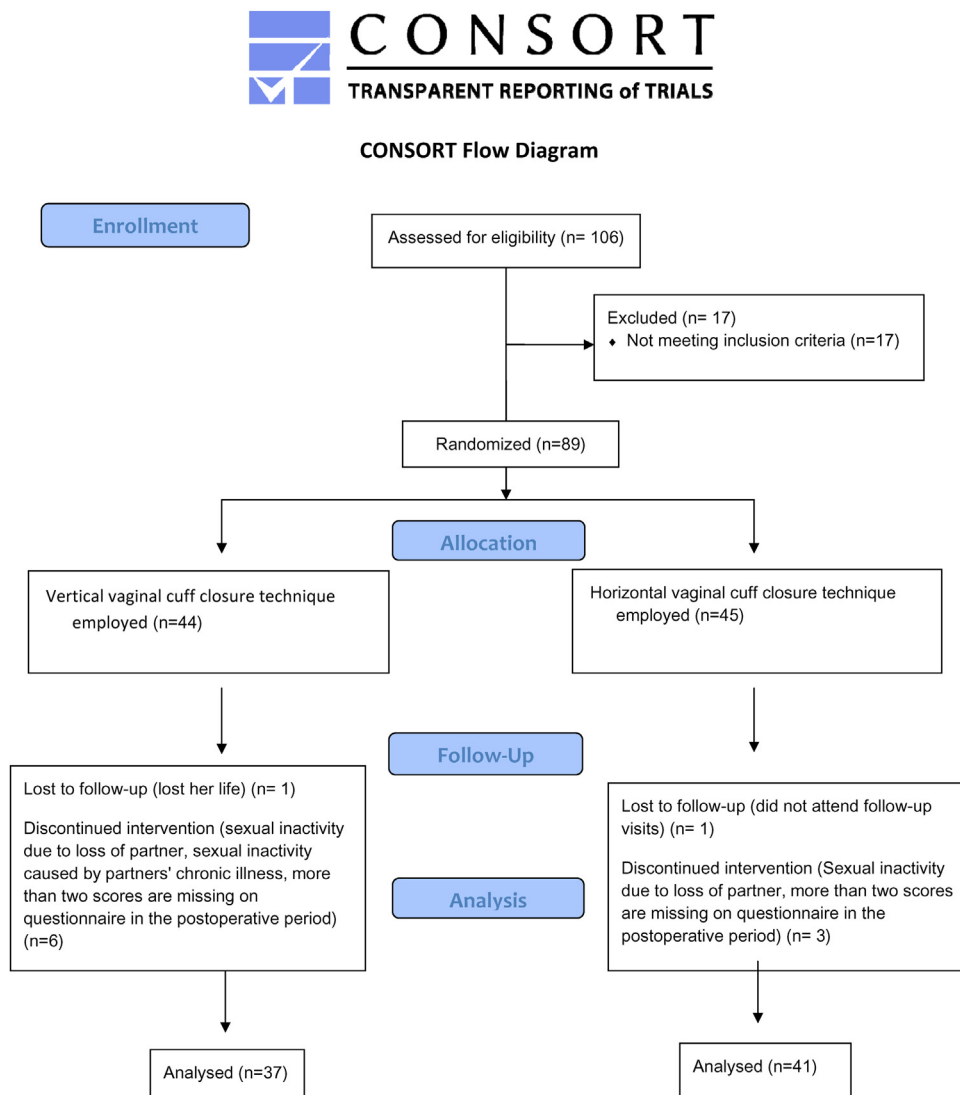 CONSORT
TRANSPARENT REPORTING of TRIALS
CONSORT Flow Diagram
Enrollment
Assessed for eligibility (n= 106)
Excluded (n= 17)
♦ Not meeting inclusion criteria (n=17)
Randomized (n=89)
Allocation
Vertical vaginal cuff closure technique
employed (n=44)
Horizontal vaginal cuff closure technique
employed (n=45)
Follow-Up
Lost to follow-up (lost her life) (n= 1)
Discontinued intervention (sexual inactivity
due to loss of partner, sexual inactivity
caused by partners' chronic illness, more
than two scores are missing on
questionnaire in the postoperative period)
(n=6)
Lost to follow-up (did not attend follow-up
visits) (n= 1)
Discontinued intervention (Sexual inactivity
due to loss of partner, more than two scores
are missing on questionnaire in the
postoperative period) (n= 3)
Analysis
Analysed (n=37)
Analysed (n=41)